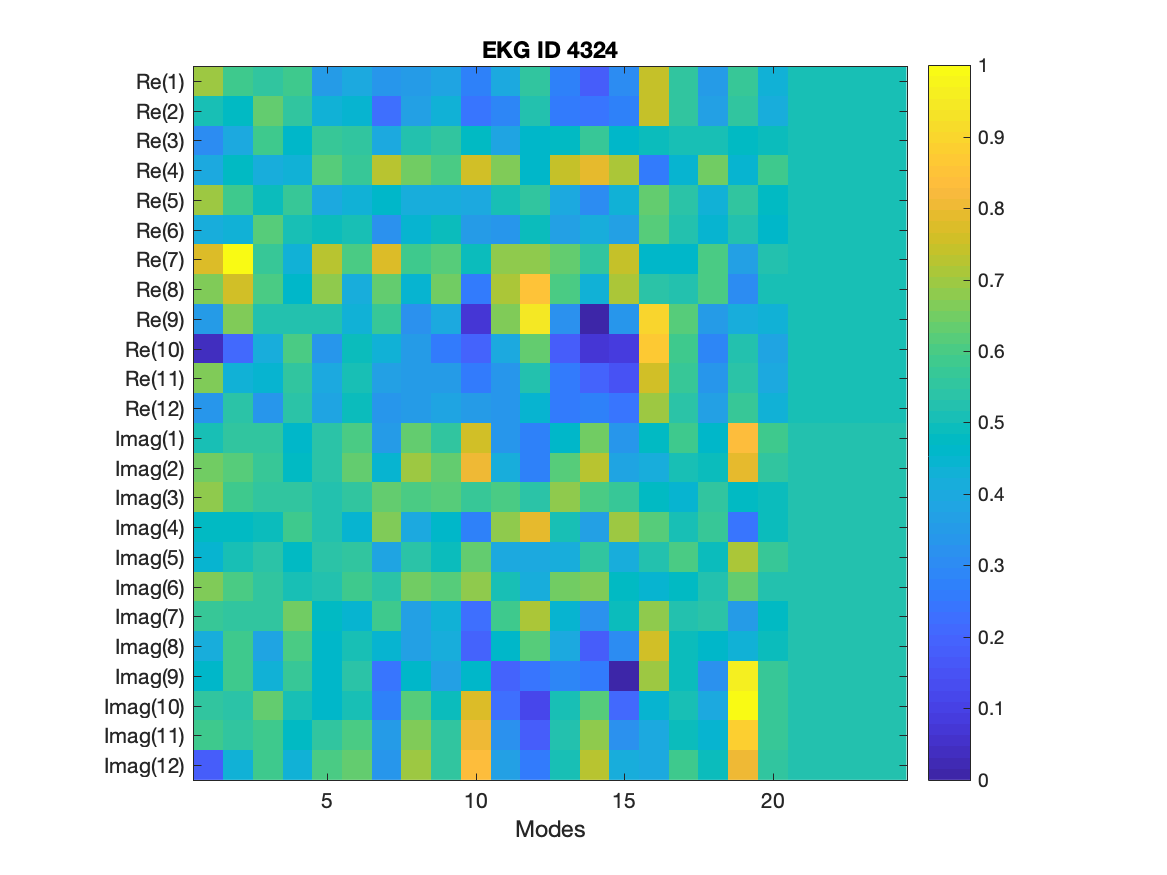 EKG ID 4324
Re(1)
Re(2)
Re(3)
Re(4)
Re(5)
Re(6)
Re(7)
Re(8)
Re(9)
Re(10)
Re(11)
Re(12)
Imag(1)
Imag(2)
Imag(3)
Imag(4)
Imag(5)
Imag(6)
Imag(7)
Imag(8)
Imag(9)
Imag(10)
Imag(11)
Imag(12)
5 10 15 20
Modes
1
0.9
0.8
0.7
0.6
0.5
0.4
0.3
0.2
0.1
0